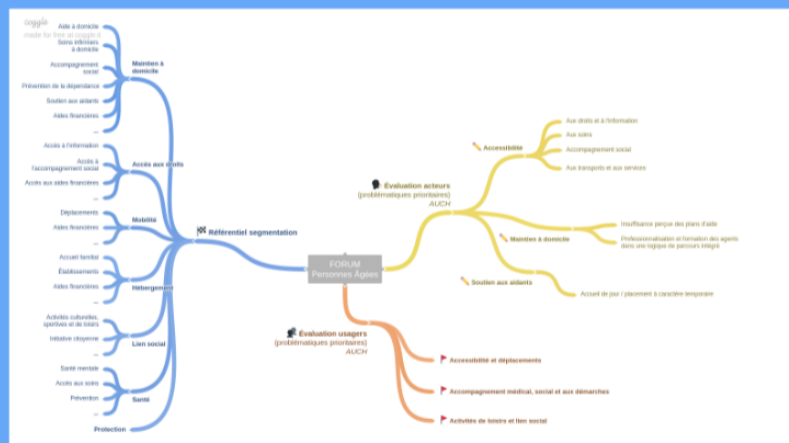 coggle
made for free at coggle.it
Aide à domicile
Soins infirmiers
à domicile
Accompagnement
social
Prévention de la dépendance
Soutien aux aidants
Aides financières
...
Maintien à
domicile
Accès à l'information
Accès à
l'accompagnement social
Accès aux aides financières
...
Accès aux droits
Déplacements
Aides financières
...
Mobilité
Accueil familial
Établissements
Aides financières
...
Hébergement
Activités culturelles,
sportives et de loisirs
Initiative citoyenne
...
Lien social
Santé mentale
Accès aux soins
Prévention
...
Santé
Protection
Référentiel segmentation
FORUM
Personnes Âgées
Évaluation acteurs
(problématiques prioritaires)
AUCH
Accessibilité
Aux droits et à l'information
Aux soins
Accompagnement social
Aux transports et aux services
Maintien à domicile
Insuffisance perçue des plans d'aide
Professionnalisation et formation des agents
dans une logique de parcours intégré
Soutien aux aidants
Accueil de jour / placement à caractère temporaire
Évaluation usagers
(problématiques prioritaires)
AUCH
Accessibilité et déplacements
Accompagnement médical, social et aux démarches
Activités de loisirs et lien social